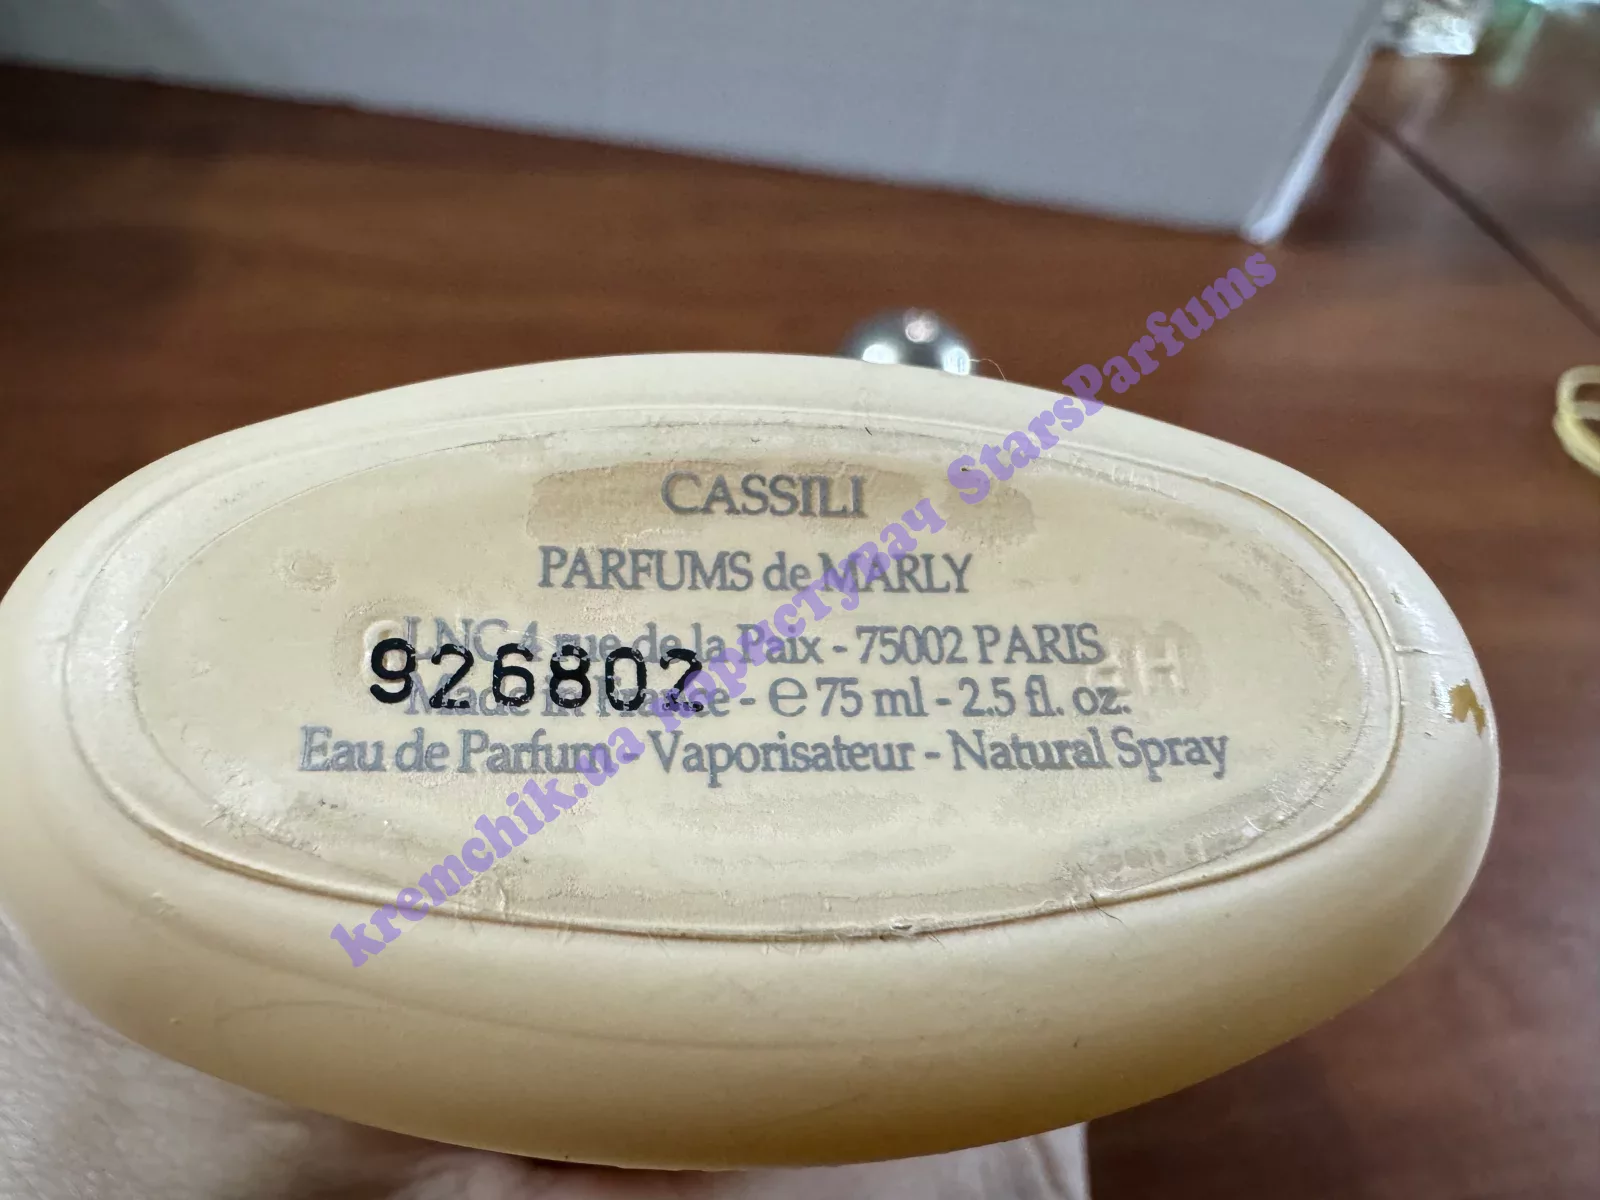 CASSILI
PARFUMS de MARLY
LNC 4 rue de la Paix - 75002 PARIS
926802
Made in France - ℮ 75 ml - 2.5 fl. oz.
Eau de Parfum - Vaporisateur - Natural Spray
kremchik.ua користувач StarsParfums